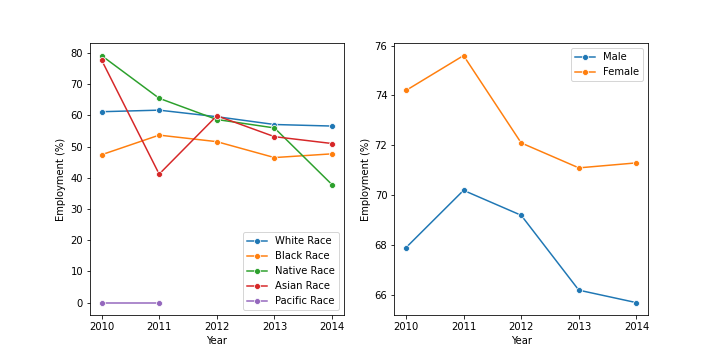 80
70
60
50
40
30
20
10
0
Employment (%)
2010 2011 2012 2013 2014
Year
White Race
Black Race
Native Race
Asian Race
Pacific Race
76
74
72
70
68
66
Employment (%)
2010 2011 2012 2013 2014
Year
Male
Female